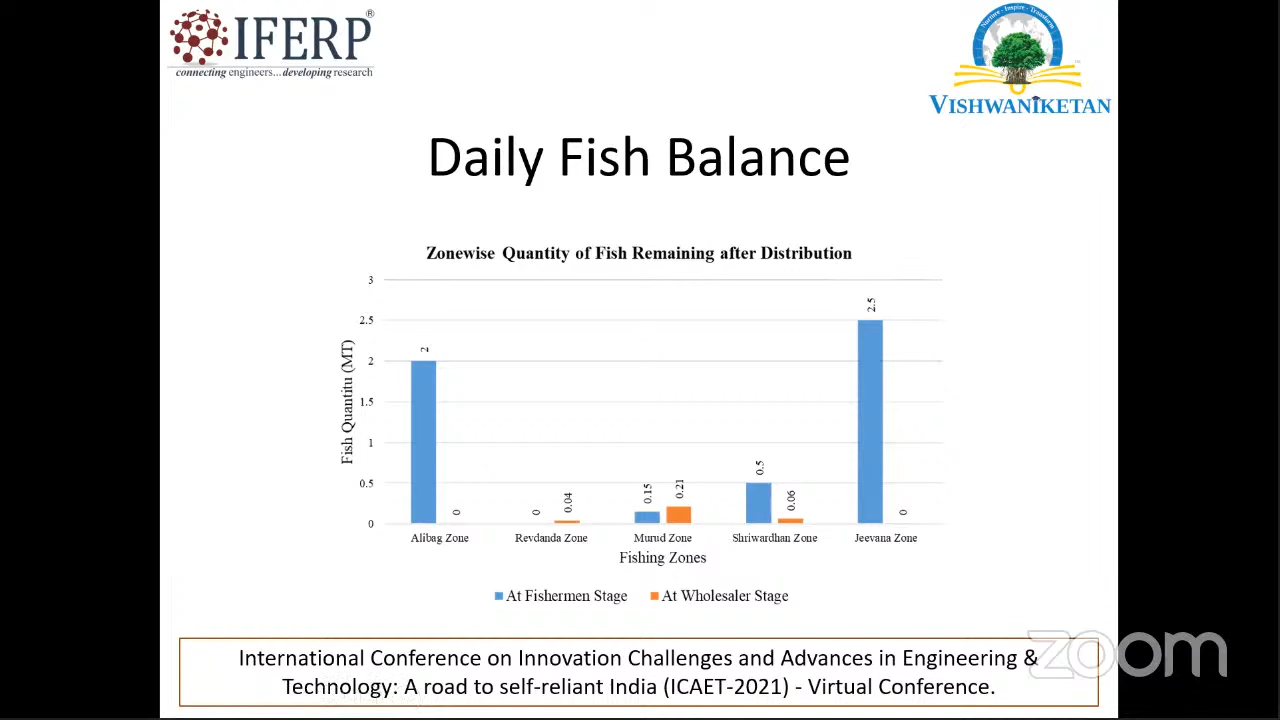 IFERP®
connecting engineers...developing research
Nurture - Inspire - Transform
VISHWANIKETAN
Daily Fish Balance
Zonewise Quantity of Fish Remaining after Distribution
Fish Quantitu (MT)
3
2.5
2
1.5
1
0.5
0
2
0
0
0.04
0.15
0.21
0.5
0.06
2.5
0
Alibag Zone
Revdanda Zone
Murud Zone
Shriwardhan Zone
Jeevana Zone
Fishing Zones
At Fishermen Stage
At Wholesaler Stage
International Conference on Innovation Challenges and Advances in Engineering &
Technology: A road to self-reliant India (ICAET-2021) - Virtual Conference.
zoom